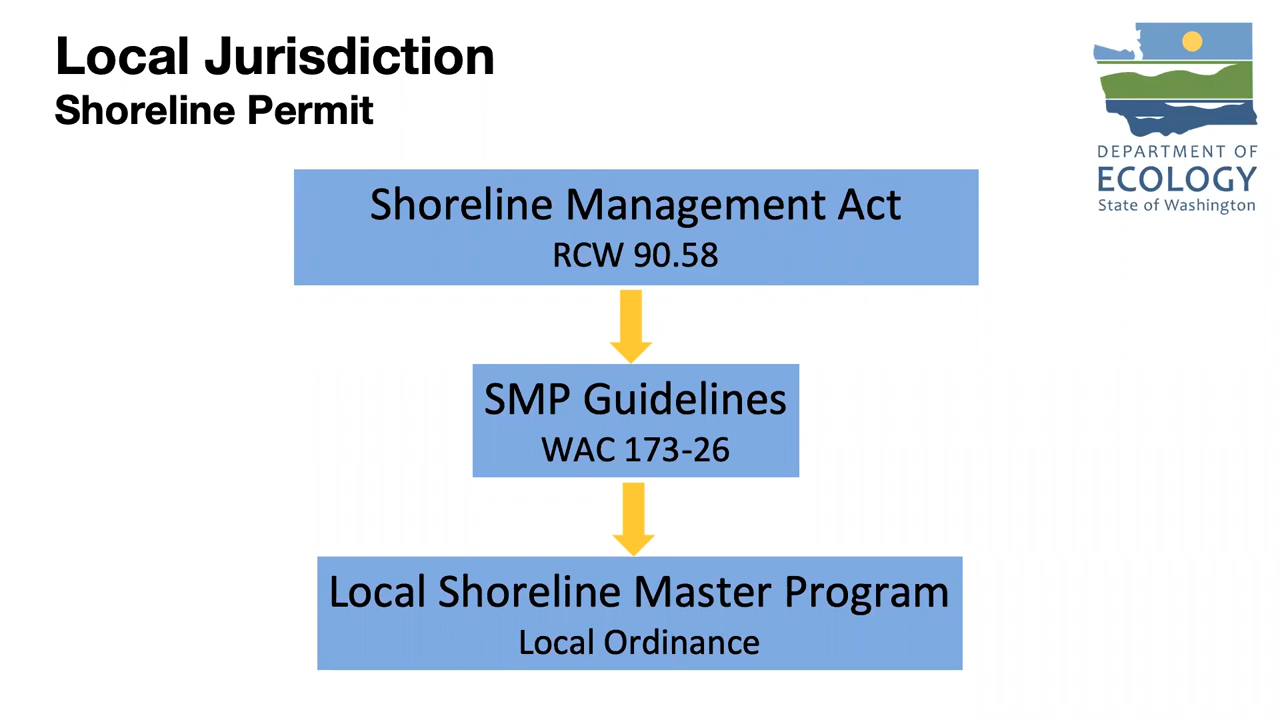 Local Jurisdiction
Shoreline Permit
DEPARTMENT OF
ECOLOGY
State of Washington
Shoreline Management Act
RCW 90.58
SMP Guidelines
WAC 173-26
Local Shoreline Master Program
Local Ordinance